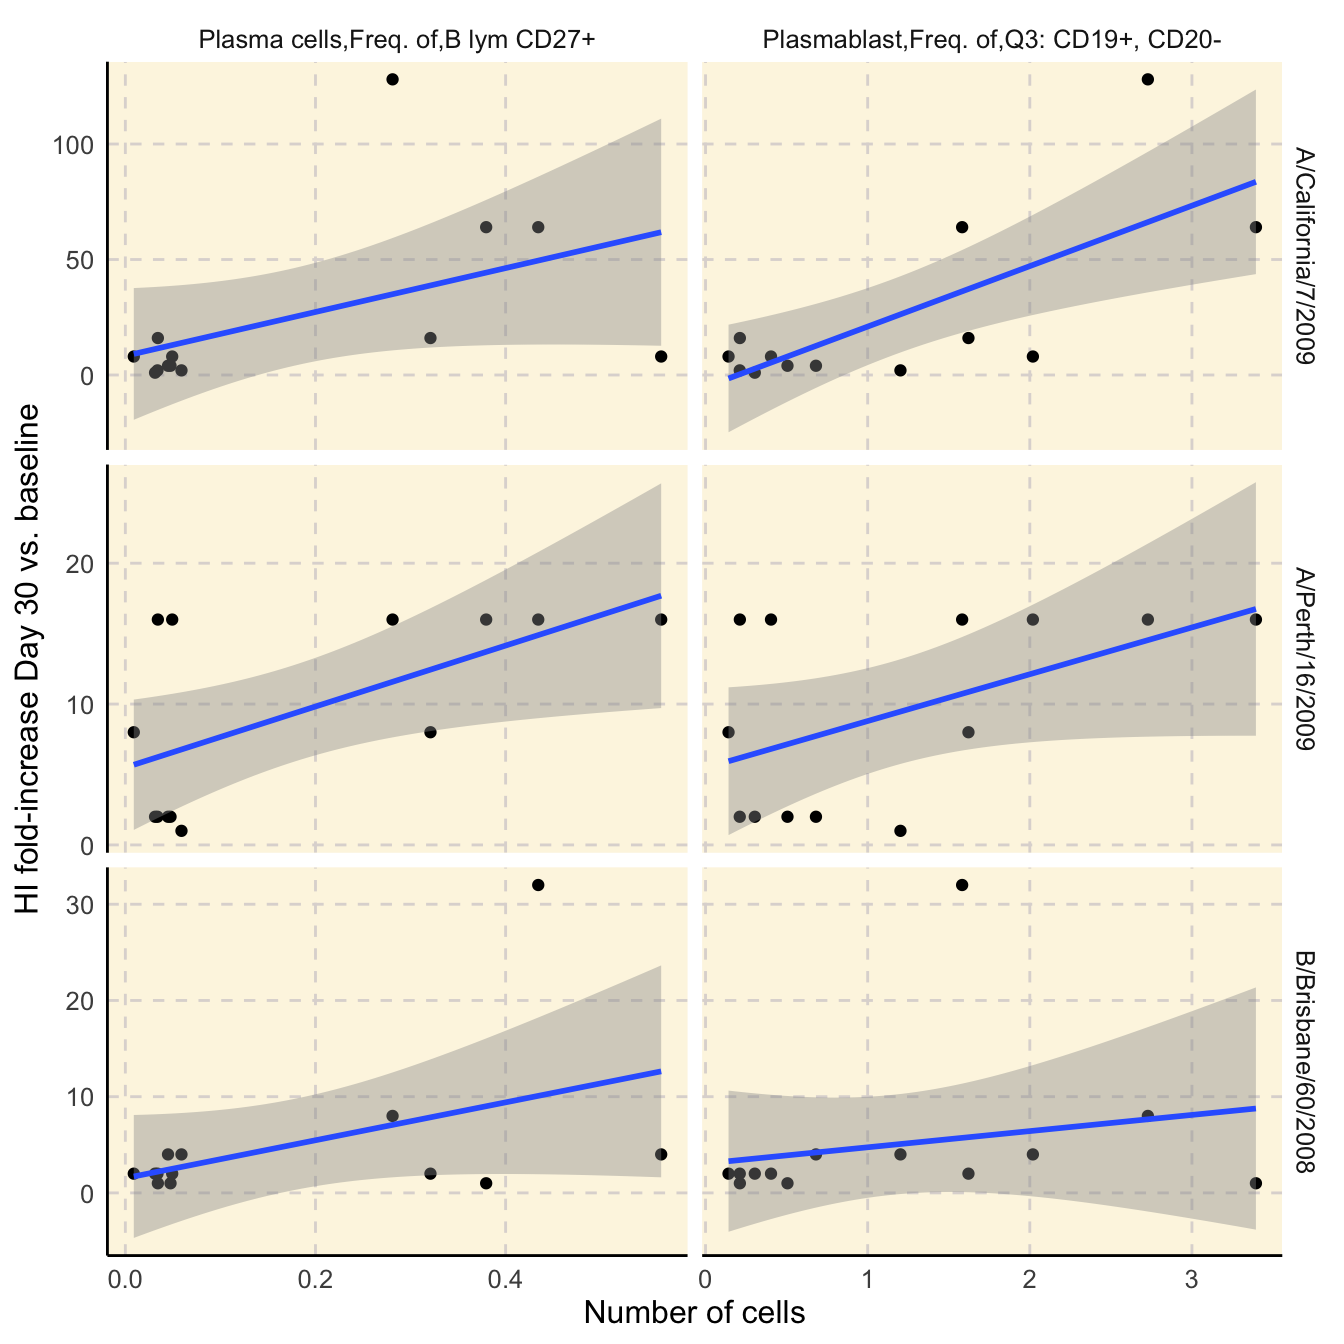 Plasma cells,Freq. of,B lym CD27+
Plasmablast,Freq. of,Q3: CD19+, CD20-
HI fold-increase Day 30 vs. baseline
100
50
0
A/California/7/2009
20
10
0
A/Perth/16/2009
30
20
10
0
B/Brisbane/60/2008
0.0 0.2 0.4
0 1 2 3
Number of cells